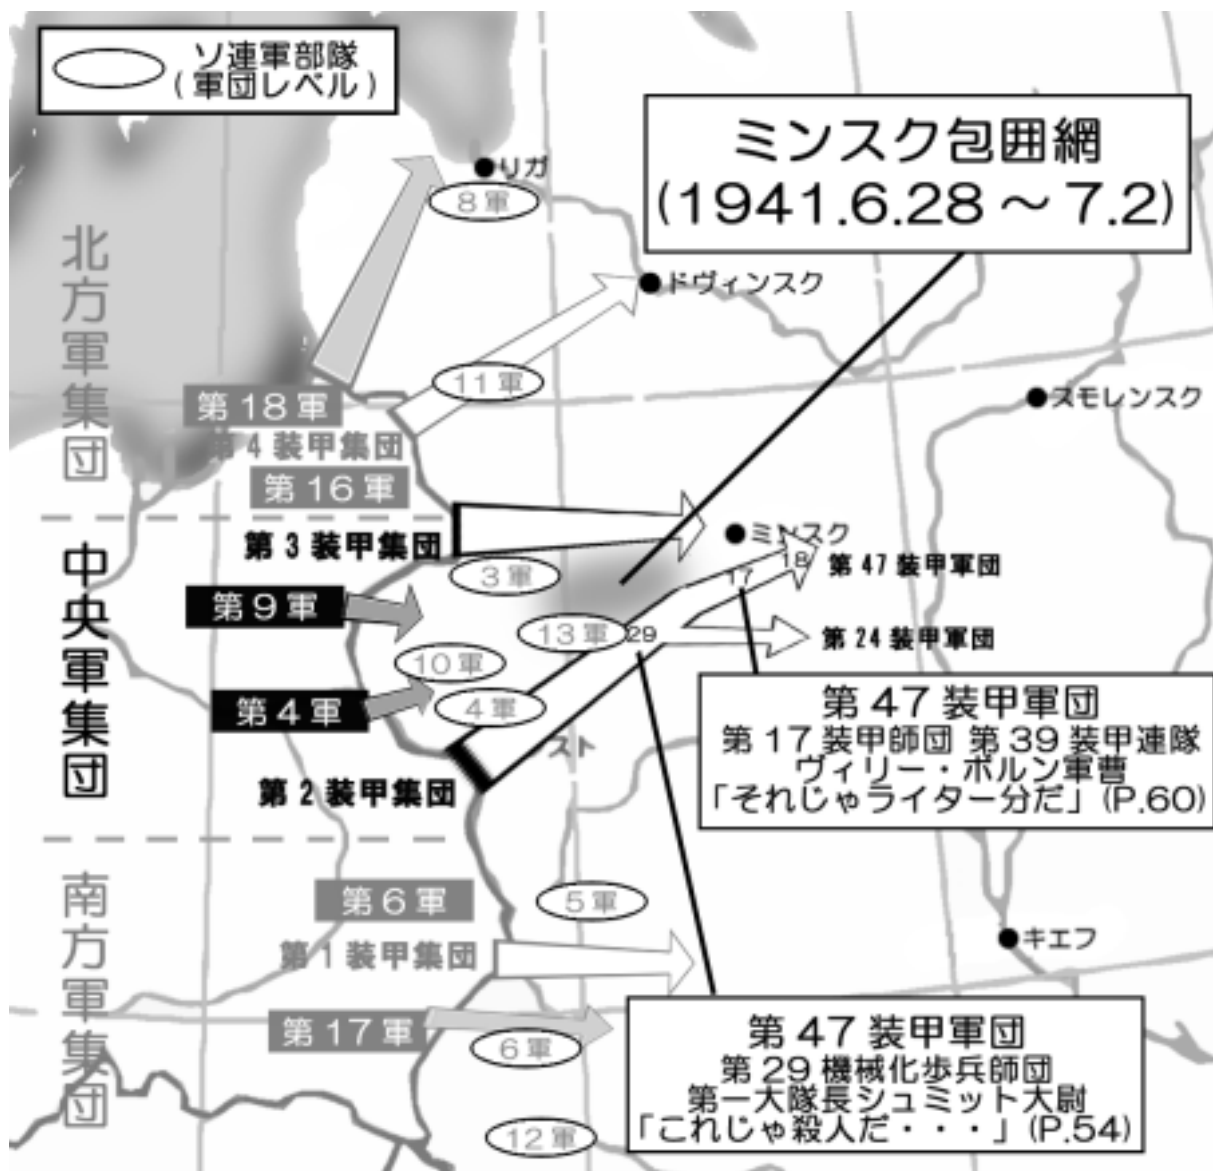 ソ連軍部隊
(軍団レベル)
ミンスク包囲網
(1941.6.28～7.2)
リガ
8軍
ドヴィンスク
北方軍集団
11軍
スモレンスク
第18軍
第4装甲集団
第16軍
第3装甲集団
ミンスク
18
第47装甲軍団
3軍
17
中央軍集団
第9軍
13軍
29
第24装甲軍団
10軍
第4軍
4軍
スト
第2装甲集団
第47装甲軍団
第17装甲師団 第39装甲連隊
ヴィリー・ボルン軍曹
「それじゃライター分だ」(P.60)
南方軍集団
第6軍
5軍
第1装甲集団
キエフ
第17軍
6軍
第47装甲軍団
第29機械化歩兵師団
第一大隊長シュミット大尉
「これじゃ殺人だ・・・」(P.54)
12軍